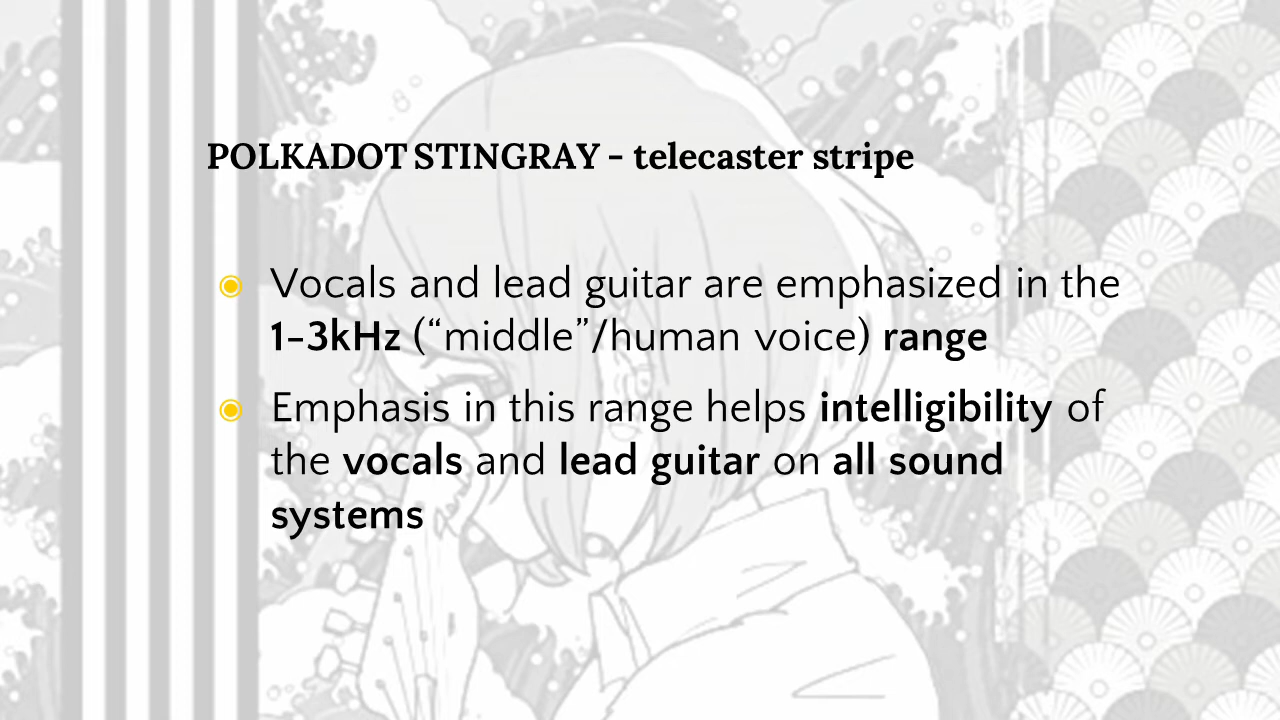 POLKADOT STINGRAY - telecaster stripe
Vocals and lead guitar are emphasized in the
1-3kHz (“middle”/human voice) range
Emphasis in this range helps intelligibility of
the vocals and lead guitar on all sound
systems